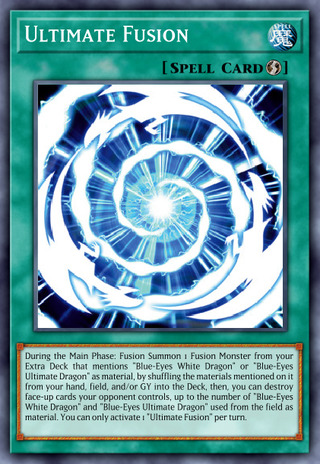 Ultimate Fusion
[Spell Card]
During the Main Phase: Fusion Summon 1 Fusion Monster from your
Extra Deck that mentions "Blue-Eyes White Dragon" or "Blue-Eyes
Ultimate Dragon" as material, by shuffling the materials mentioned on it
from your hand, field, and/or GY into the Deck, then, you can destroy
face-up cards your opponent controls, up to the number of "Blue-Eyes
White Dragon" and "Blue-Eyes Ultimate Dragon" used from the field as
material. You can only activate 1 "Ultimate Fusion" per turn.